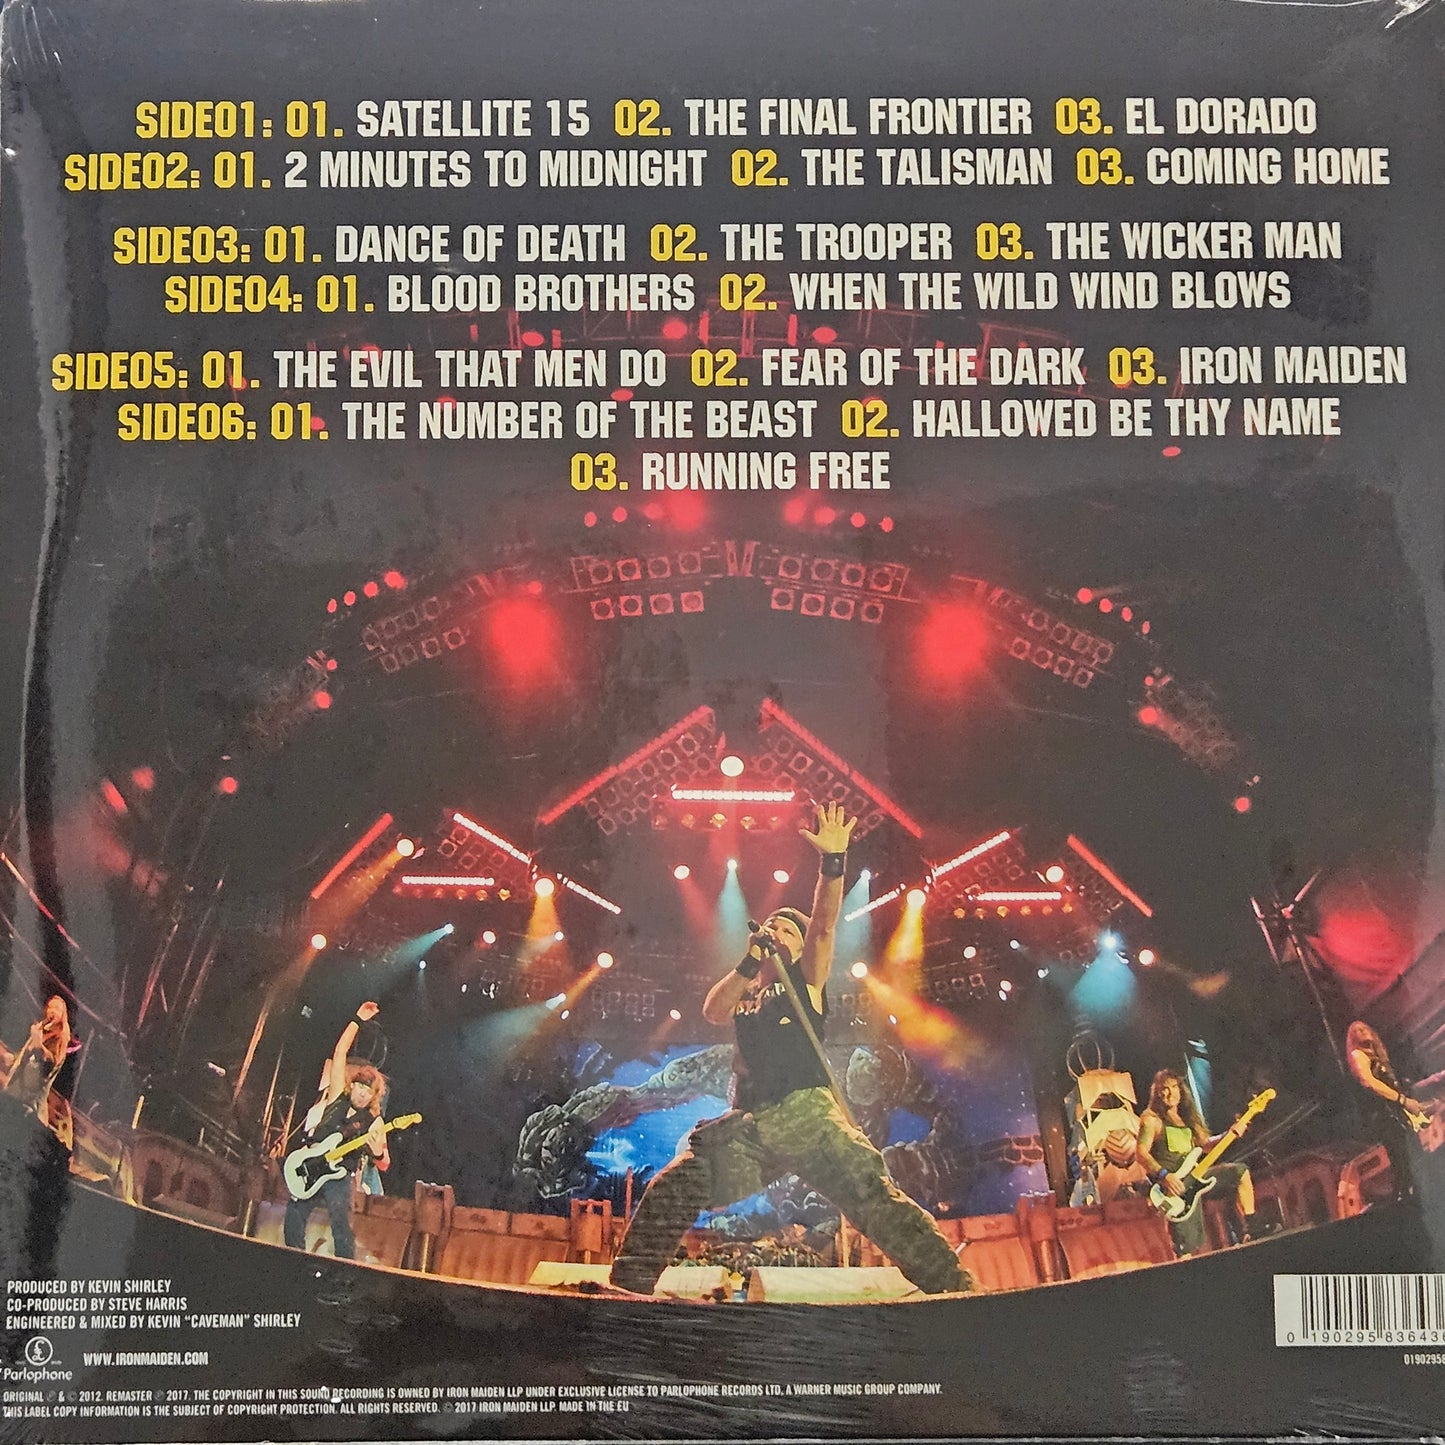 SIDE01: 01. SATELLITE 15 02. THE FINAL FRONTIER 03. EL DORADO
SIDE02: 01. 2 MINUTES TO MIDNIGHT 02. THE TALISMAN 03. COMING HOME
SIDE03: 01. DANCE OF DEATH 02. THE TROOPER 03. THE WICKER MAN
SIDE04: 01. BLOOD BROTHERS 02. WHEN THE WILD WIND BLOWS
SIDE05: 01. THE EVIL THAT MEN DO 02. FEAR OF THE DARK 03. IRON MAIDEN
SIDE06: 01. THE NUMBER OF THE BEAST 02. HALLOWED BE THY NAME
03. RUNNING FREE
PRODUCED BY KEVIN SHIRLEY
CO-PRODUCED BY STEVE HARRIS
ENGINEERED & MIXED BY KEVIN "CAVEMAN" SHIRLEY
£
Parlophone
WWW.IRONMAIDEN.COM
0 190295 83643
0190295
ORIGINAL ℗ & © 2012. REMASTER ℗ 2017. THE COPYRIGHT IN THIS SOUND RECORDING IS OWNED BY IRON MAIDEN LLP UNDER EXCLUSIVE LICENSE TO PARLOPHONE RECORDS LTD, A WARNER MUSIC GROUP COMPANY.
THIS LABEL COPY INFORMATION IS THE SUBJECT OF COPYRIGHT PROTECTION. ALL RIGHTS RESERVED. © 2017 IRON MAIDEN LLP. MADE IN THE EU